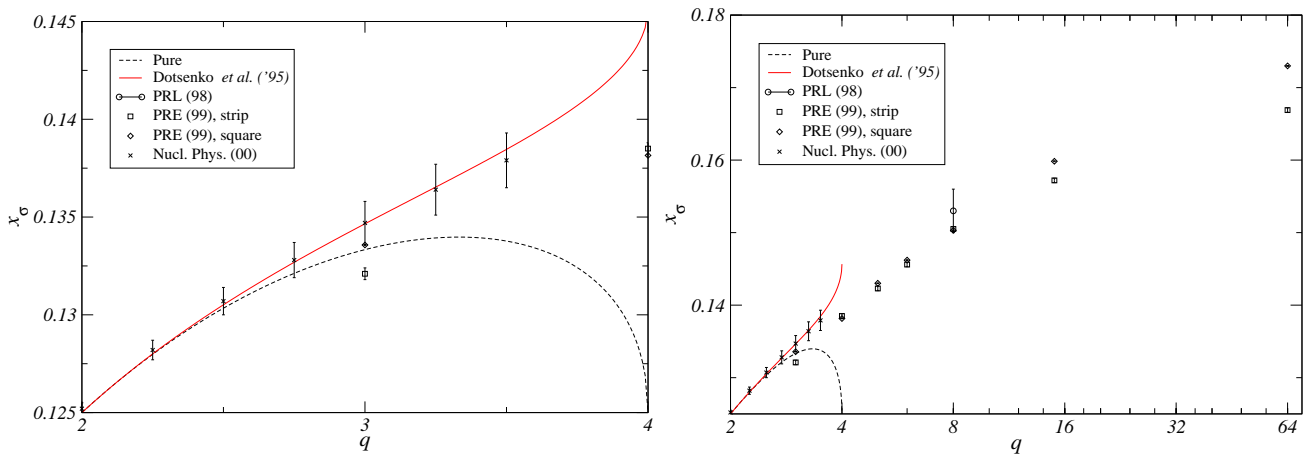 0.145
0.14
0.135
0.13
0.125
x_σ
2
3
4
q
Pure
Dotsenko et al. ('95)
PRL (98)
PRE (99), strip
PRE (99), square
Nucl. Phys. (00)
0.18
0.16
0.14
x_σ
2
4
8
16
32
64
q
Pure
Dotsenko et al. ('95)
PRL (98)
PRE (99), strip
PRE (99), square
Nucl. Phys. (00)